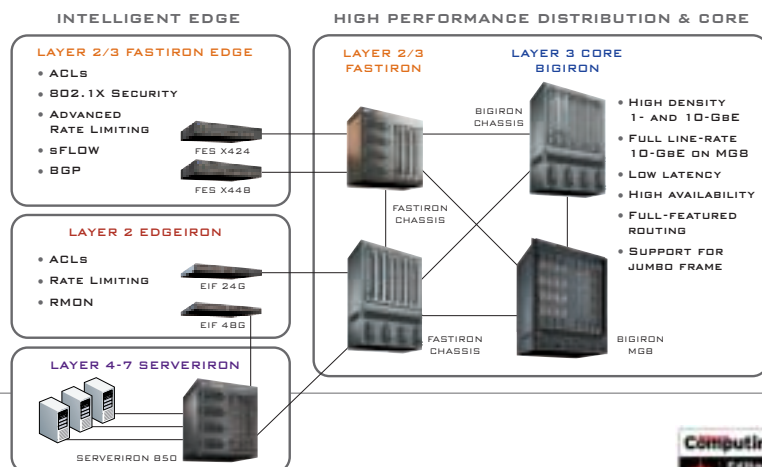 INTELLIGENT EDGE
HIGH PERFORMANCE DISTRIBUTION & CORE
LAYER 2/3 FASTIRON EDGE
• ACLs
• 802.1X SECURITY
• ADVANCED
RATE LIMITING
• sFLOW
• BGP
FES X424
FES X448
LAYER 2 EDGEIRON
• ACLs
• RATE LIMITING
• RMON
EIF 24G
EIF 48G
LAYER 4-7 SERVERIRON
SERVERIRON 850
LAYER 2/3
FASTIRON
FASTIRON
CHASSIS
FASTIRON
CHASSIS
LAYER 3 CORE
BIGIRON
BIGIRON
CHASSIS
BIGIRON
MG8
• HIGH DENSITY
1- AND 10-GBE
• FULL LINE-RATE
10-GBE ON MG8
• LOW LATENCY
• HIGH AVAILABILITY
• FULL-FEATURED
ROUTING
• SUPPORT FOR
JUMBO FRAME